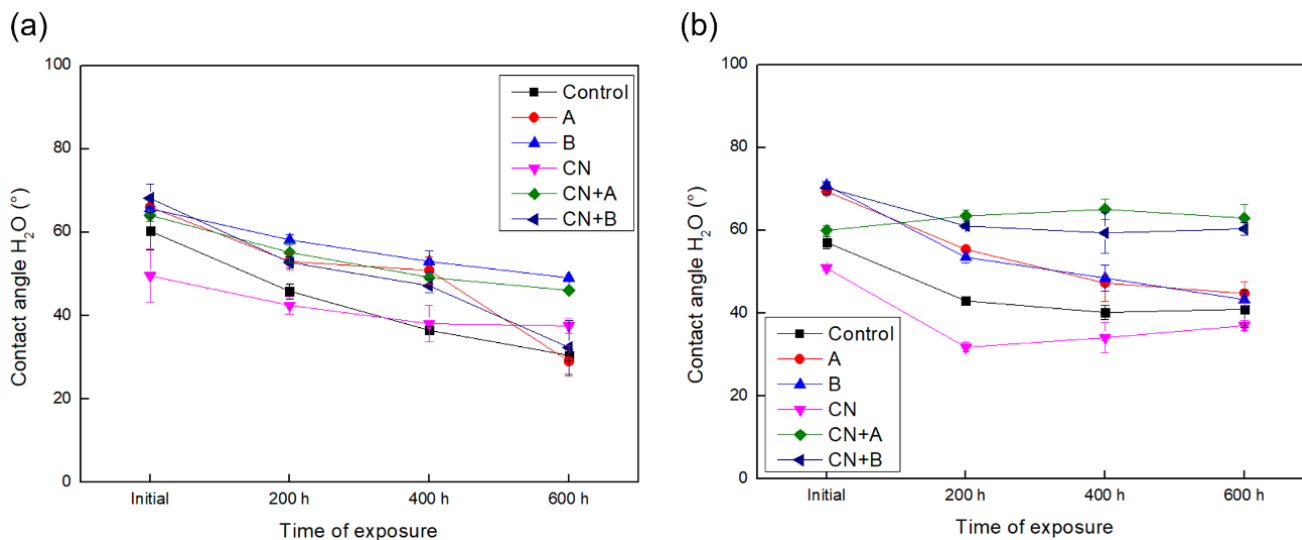 (a)
Contact angle H₂O (°)
100
80
60
40
20
0
Initial
200 h
400 h
600 h
Time of exposure
Control
A
B
CN
CN+A
CN+B
(b)
Contact angle H₂O (°)
100
80
60
40
20
0
Initial
200 h
400 h
600 h
Time of exposure
Control
A
B
CN
CN+A
CN+B